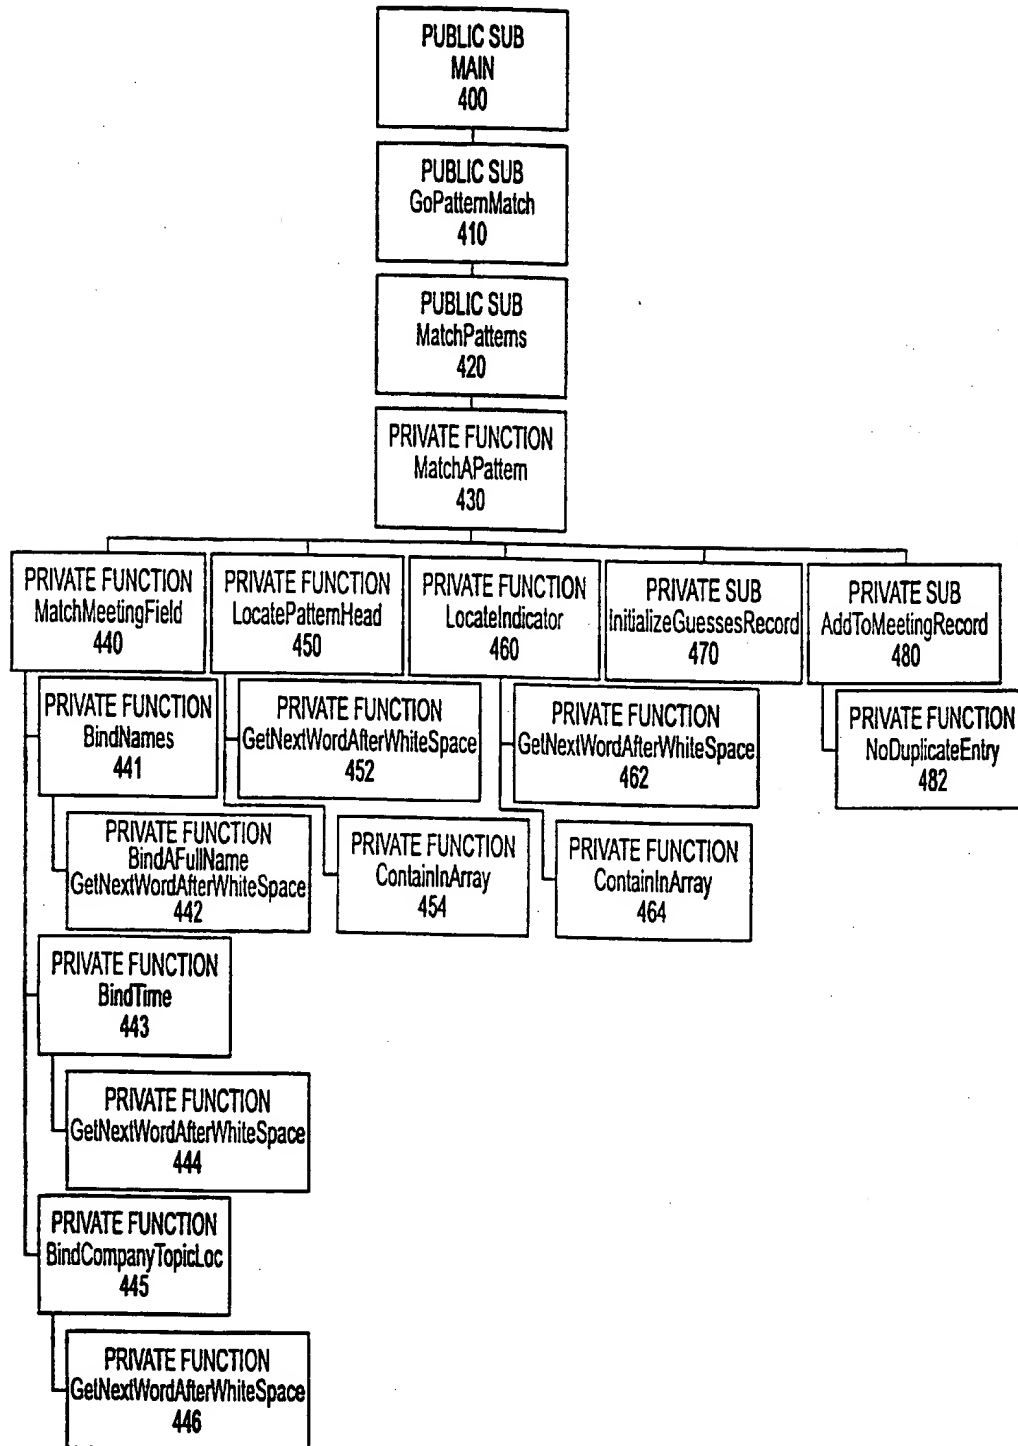 PUBLIC SUB
MAIN
400
PUBLIC SUB
GoPatternMatch
410
PUBLIC SUB
MatchPatterns
420
PRIVATE FUNCTION
MatchAPattern
430
PRIVATE FUNCTION
MatchMeetingField
440
PRIVATE FUNCTION
LocatePatternHead
450
PRIVATE FUNCTION
LocateIndicator
460
PRIVATE SUB
InitializeGuessesRecord
470
PRIVATE SUB
AddToMeetingRecord
480
PRIVATE FUNCTION
BindNames
441
PRIVATE FUNCTION
GetNextWordAfterWhiteSpace
452
PRIVATE FUNCTION
GetNextWordAfterWhiteSpace
462
PRIVATE FUNCTION
NoDuplicateEntry
482
PRIVATE FUNCTION
BindAFullName
GetNextWordAfterWhiteSpace
442
PRIVATE FUNCTION
ContainInArray
454
PRIVATE FUNCTION
ContainInArray
464
PRIVATE FUNCTION
BindTime
443
PRIVATE FUNCTION
GetNextWordAfterWhiteSpace
444
PRIVATE FUNCTION
BindCompanyTopicLoc
445
PRIVATE FUNCTION
GetNextWordAfterWhiteSpace
446